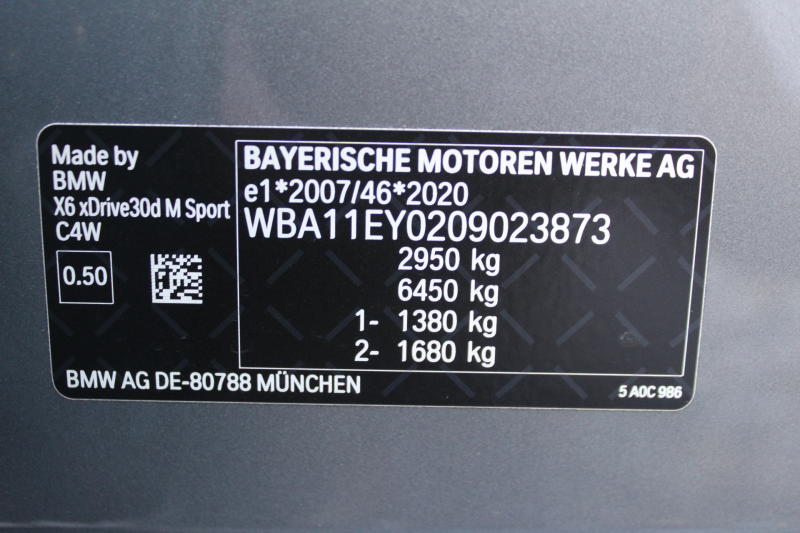 Made by
BMW
X6 xDrive30d M Sport
C4W
0.50
BAYERISCHE MOTOREN WERKE AG
e1*2007/46*2020
WBA11EY0209023873
2950 kg
6450 kg
1- 1380 kg
2- 1680 kg
BMW AG DE-80788 MÜNCHEN
5 A0C 986